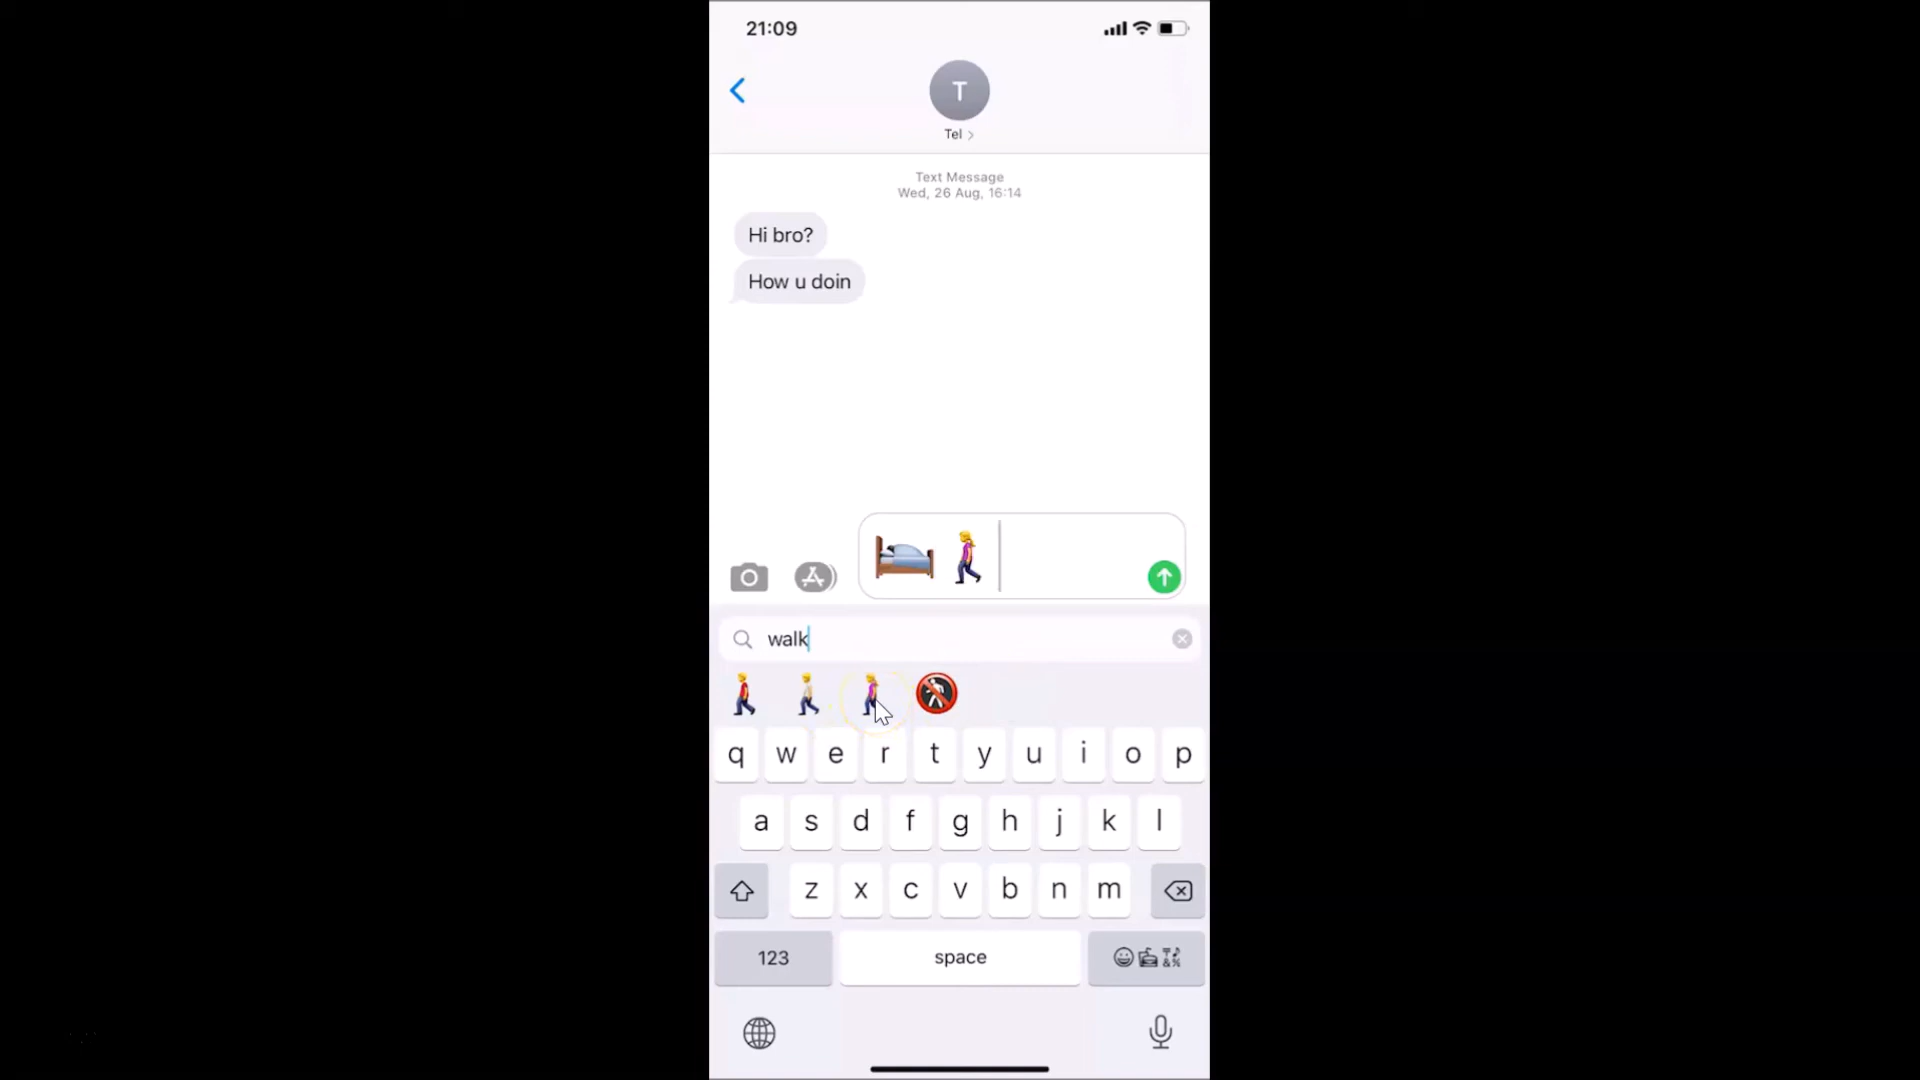 21:09
T
Tel >
Text Message
Wed, 26 Aug, 16:14
Hi bro?
How u doin
walk
q w e r t y u i o p
a s d f g h j k l
z x c v b n m
123 space